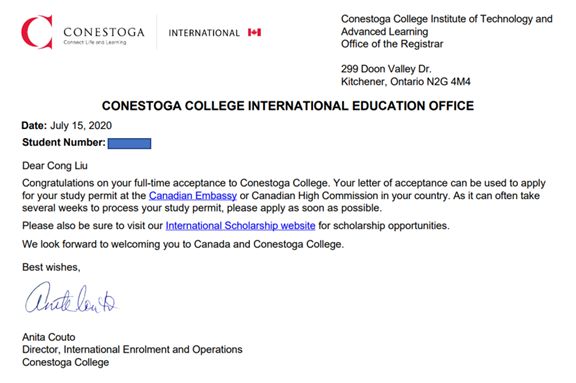 CONESTOGA
Connect Life and Learning
INTERNATIONAL
Conestoga College Institute of Technology and
Advanced Learning
Office of the Registrar
299 Doon Valley Dr.
Kitchener, Ontario N2G 4M4
CONESTOGA COLLEGE INTERNATIONAL EDUCATION OFFICE
Date: July 15, 2020
Student Number:
Dear Cong Liu
Congratulations on your full-time acceptance to Conestoga College. Your letter of acceptance can be used to apply
for your study permit at the Canadian Embassy or Canadian High Commission in your country. As it can often take
several weeks to process your study permit, please apply as soon as possible.
Please also be sure to visit our International Scholarship website for scholarship opportunities.
We look forward to welcoming you to Canada and Conestoga College.
Best wishes,
Anita Couto
Director, International Enrolment and Operations
Conestoga College